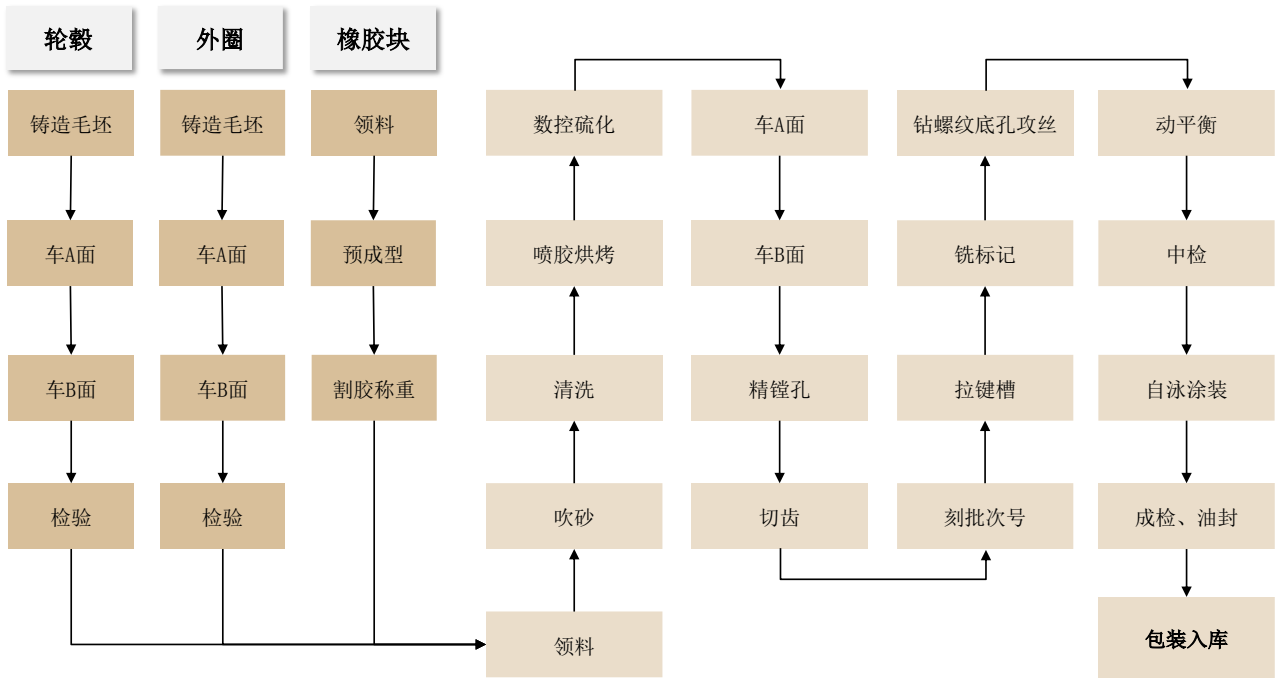 轮毂
外圈
橡胶块
铸造毛坯
车A面
车B面
检验
铸造毛坯
车A面
车B面
检验
领料
预成型
割胶称重
领料
吹砂
清洗
喷胶烘烤
数控硫化
车A面
车B面
精镗孔
切齿
刻批次号
拉键槽
铣标记
钻螺纹底孔攻丝
动平衡
中检
自泳涂装
成检、油封
包装入库